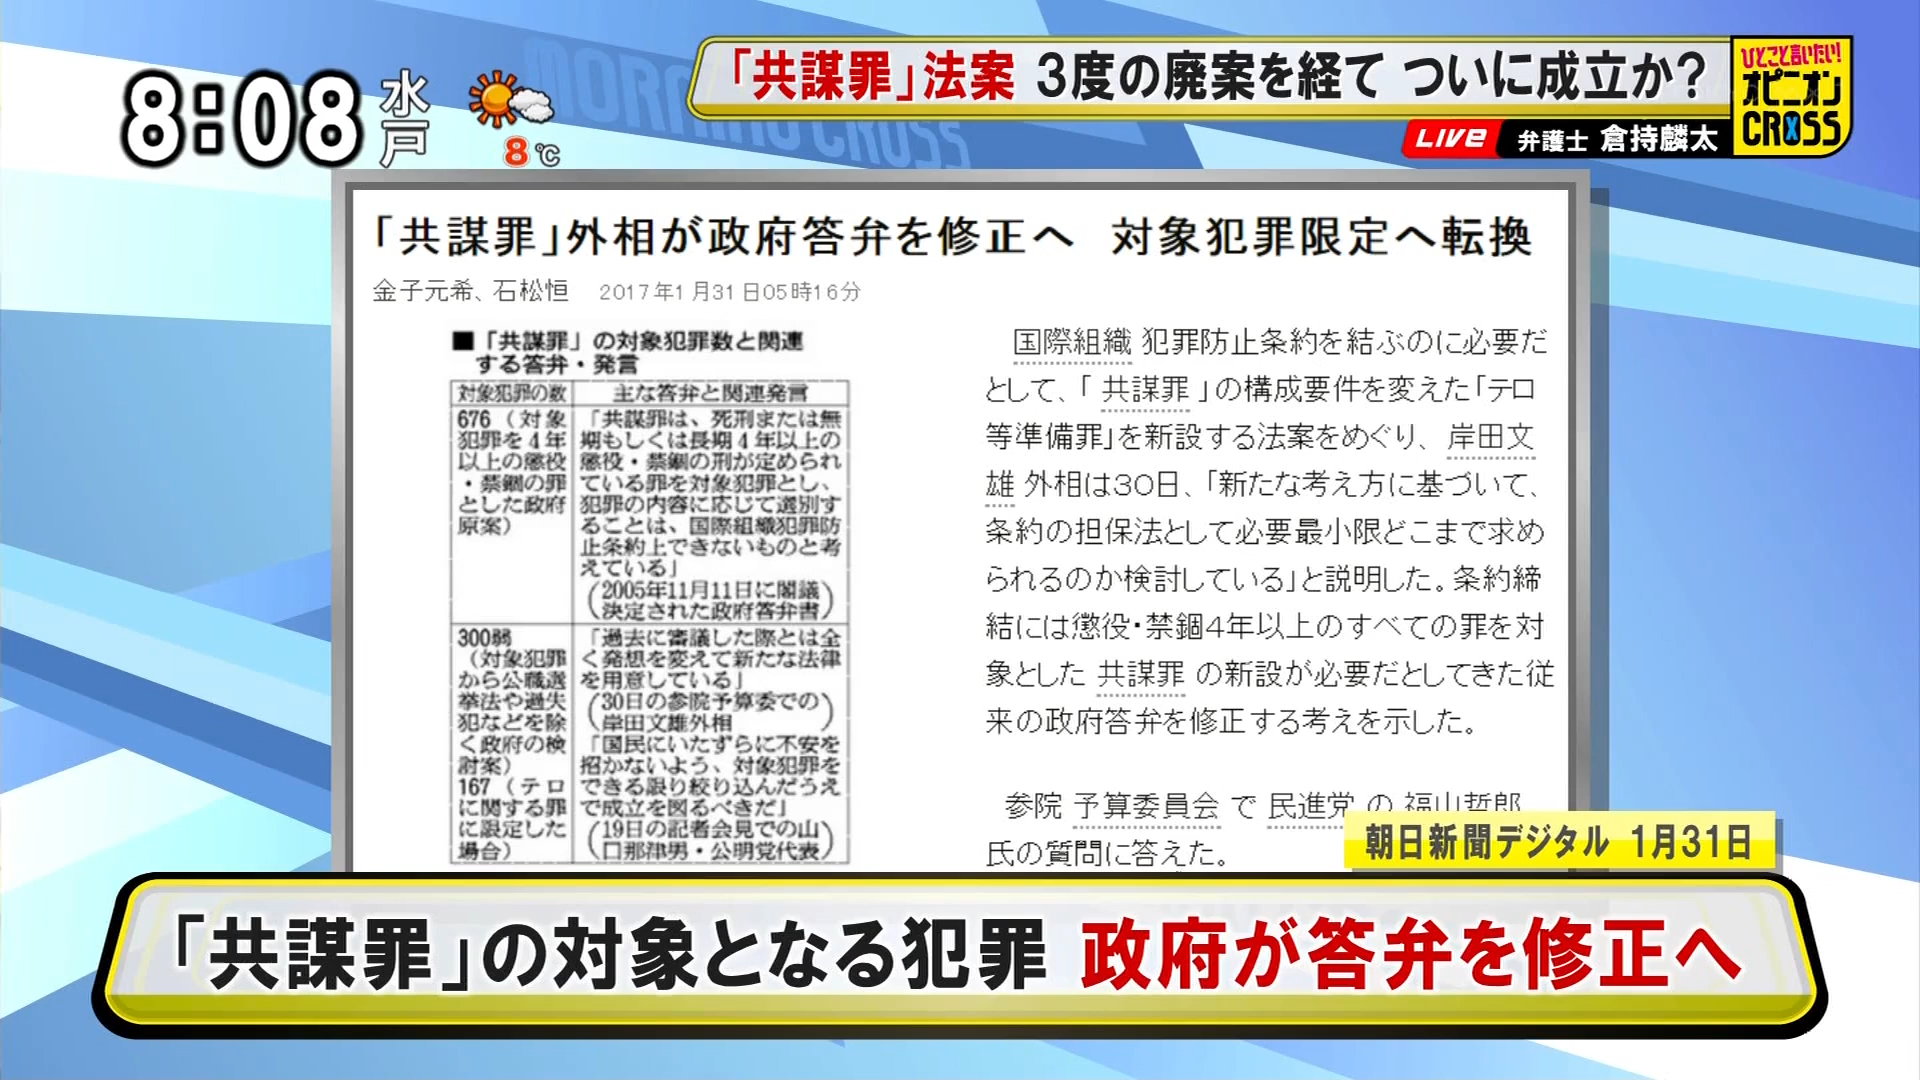 8:08
水戸
8℃
MORNING CROSS
「共謀罪」法案 3度の廃案を経て ついに成立か?
ひとこと言いたい!
オピニオン
CROSS
LIVE 弁護士 倉持麟太
「共謀罪」外相が政府答弁を修正へ 対象犯罪限定へ転換
金子元希、石松恒 2017年1月31日05時16分
■「共謀罪」の対象犯罪数と関連
する答弁・発言
対象犯罪の数
主な答弁と関連発言
676(対象
犯罪を4年
以上の懲役
・禁錮の罪
とした政府
原案)
「共謀罪は、死刑または無
期もしくは長期4年以上の
懲役・禁錮の刑が定められ
ている罪を対象犯罪とし、
犯罪の内容に応じて選別す
ることは、国際組織犯罪防
止条約上できないものと考
えている」
(2005年11月11日に閣議
決定された政府答弁書)
300弱
(対象犯罪
から公職選
挙法や過失
犯などを除
く政府の検
討案)
167(テロ
に関する罪
に限定した
場合)
「過去に審議した際とは全
く発想を変えて新たな法律
を用意している」
(30日の参院予算委での
岸田文雄外相)
「国民にいたずらに不安を
招かないよう、対象犯罪を
できる限り絞り込んだうえ
で成立を図るべきだ」
(19日の記者会見での山
口那津男・公明党代表)
国際組織 犯罪防止条約を結ぶのに必要だ
として、「 共謀罪 」の構成要件を変えた「テロ
等準備罪」を新設する法案をめぐり、 岸田文
雄 外相は30日、「新たな考え方に基づいて、
条約の担保法として必要最小限どこまで求め
られるのか検討している」と説明した。条約締
結には懲役・禁錮4年以上のすべての罪を対
象とした 共謀罪 の新設が必要だとしてきた従
来の政府答弁を修正する考えを示した。
参院 予算委員会 で 民進党 の 福山哲郎
氏の質問に答えた。
朝日新聞デジタル 1月31日
「共謀罪」の対象となる犯罪 政府が答弁を修正へ